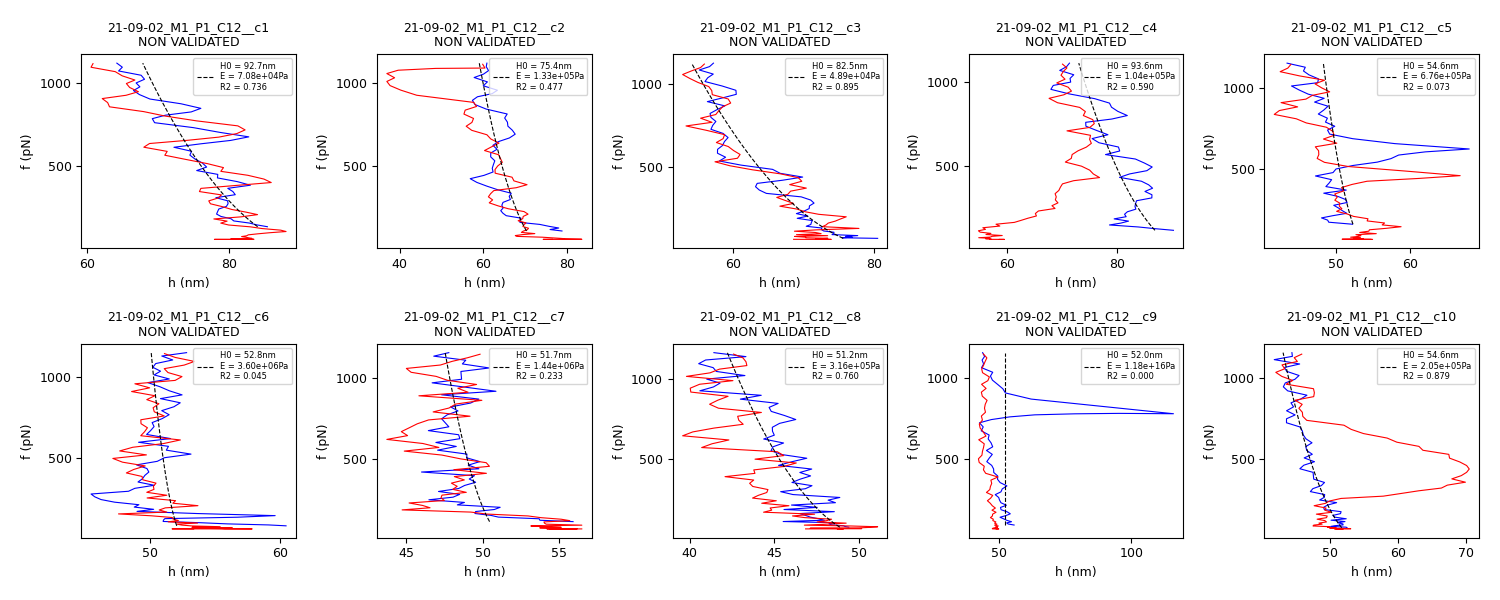 21-09-02_M1_P1_C12__c1
NON VALIDATED
H0 = 92.7nm
E = 7.08e+04Pa
R2 = 0.736
f (pN)
1000
500
60
80
h (nm)
21-09-02_M1_P1_C12__c2
NON VALIDATED
H0 = 75.4nm
E = 1.33e+05Pa
R2 = 0.477
f (pN)
1000
500
40
60
80
h (nm)
21-09-02_M1_P1_C12__c3
NON VALIDATED
H0 = 82.5nm
E = 4.89e+04Pa
R2 = 0.895
f (pN)
1000
500
60
80
h (nm)
21-09-02_M1_P1_C12__c4
NON VALIDATED
H0 = 93.6nm
E = 1.04e+05Pa
R2 = 0.590
f (pN)
1000
500
60
80
h (nm)
21-09-02_M1_P1_C12__c5
NON VALIDATED
H0 = 54.6nm
E = 6.76e+05Pa
R2 = 0.073
f (pN)
1000
500
50
60
h (nm)
21-09-02_M1_P1_C12__c6
NON VALIDATED
H0 = 52.8nm
E = 3.60e+06Pa
R2 = 0.045
f (pN)
1000
500
50
60
h (nm)
21-09-02_M1_P1_C12__c7
NON VALIDATED
H0 = 51.7nm
E = 1.44e+06Pa
R2 = 0.233
f (pN)
1000
500
45
50
55
h (nm)
21-09-02_M1_P1_C12__c8
NON VALIDATED
H0 = 51.2nm
E = 3.16e+05Pa
R2 = 0.760
f (pN)
1000
500
40
45
50
h (nm)
21-09-02_M1_P1_C12__c9
NON VALIDATED
H0 = 52.0nm
E = 1.18e+16Pa
R2 = 0.000
f (pN)
1000
500
50
100
h (nm)
21-09-02_M1_P1_C12__c10
NON VALIDATED
H0 = 54.6nm
E = 2.05e+05Pa
R2 = 0.879
f (pN)
1000
500
50
60
70
h (nm)